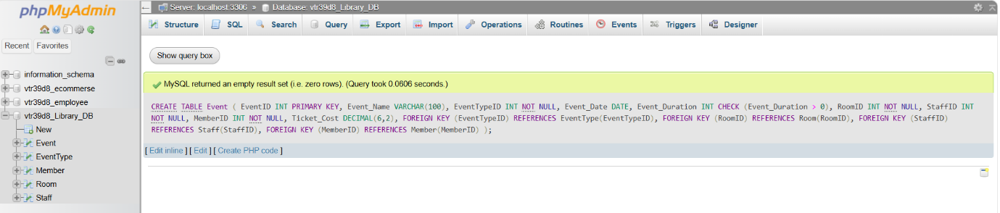 phpMyAdmin
Recent
Favorites
information_schema
vtr39d8_ecommerse
vtr39d8_employee
vtr39d8_Library_DB
New
Event
EventType
Member
Room
Staff
Server: localhost:3306 » Database: vtr39d8_Library_DB
Structure SQL Search Query Export Import Operations Routines Events Triggers Designer
Show query box
MySQL returned an empty result set (i.e. zero rows). (Query took 0.0606 seconds.)
CREATE TABLE Event ( EventID INT PRIMARY KEY, Event_Name VARCHAR(100), EventTypeID INT NOT NULL, Event_Date DATE, Event_Duration INT CHECK (Event_Duration > 0), RoomID INT NOT NULL, StaffID INT
NOT NULL, MemberID INT NOT NULL, Ticket_Cost DECIMAL(6,2), FOREIGN KEY (EventTypeID) REFERENCES EventType(EventTypeID), FOREIGN KEY (RoomID) REFERENCES Room(RoomID), FOREIGN KEY (StaffID)
REFERENCES Staff(StaffID), FOREIGN KEY (MemberID) REFERENCES Member(MemberID) );
[ Edit inline ] [ Edit ] [ Create PHP code ]